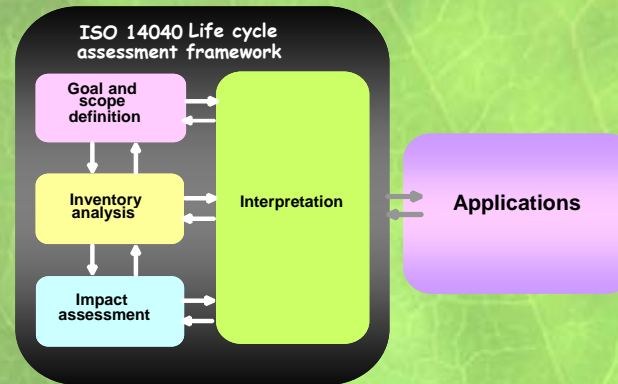 ISO 14040 Life cycle
assessment framework
Goal and
scope
definition
Inventory
analysis
Impact
assessment
Interpretation
Applications